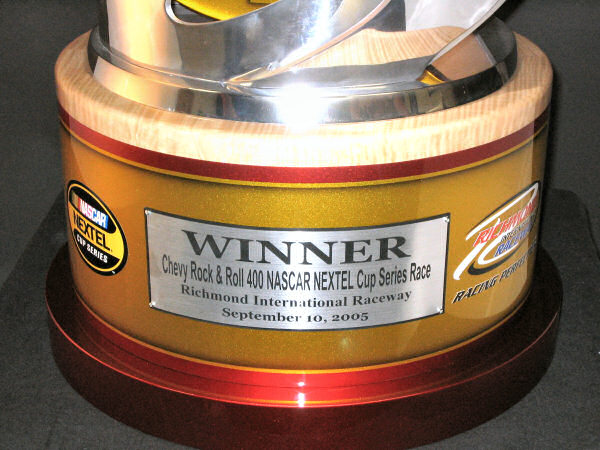 NASCAR
NEXTEL
CUP SERIES
WINNER
Chevy Rock & Roll 400 NASCAR NEXTEL Cup Series Race
Richmond International Raceway
September 10, 2005
RICHMOND
RACING